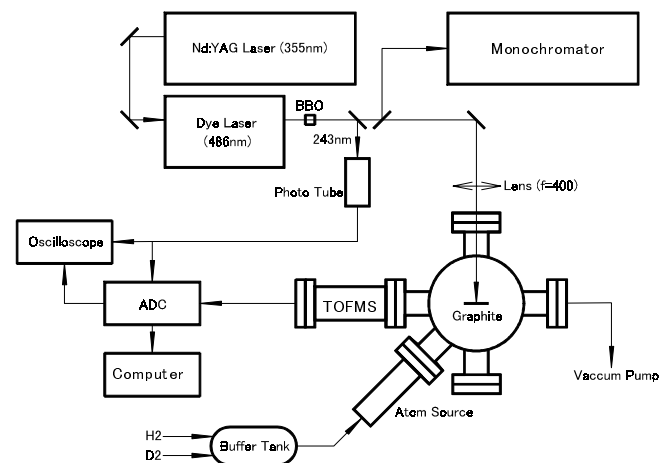 Nd:YAG Laser (355nm)
Monochromator
BBO
Dye Laser
(486nm)
243nm
Photo Tube
Lens (f=400)
Oscilloscope
ADC
TOFMS
Graphite
Computer
Vaccum Pump
Atom Source
H2
Buffer Tank
D2